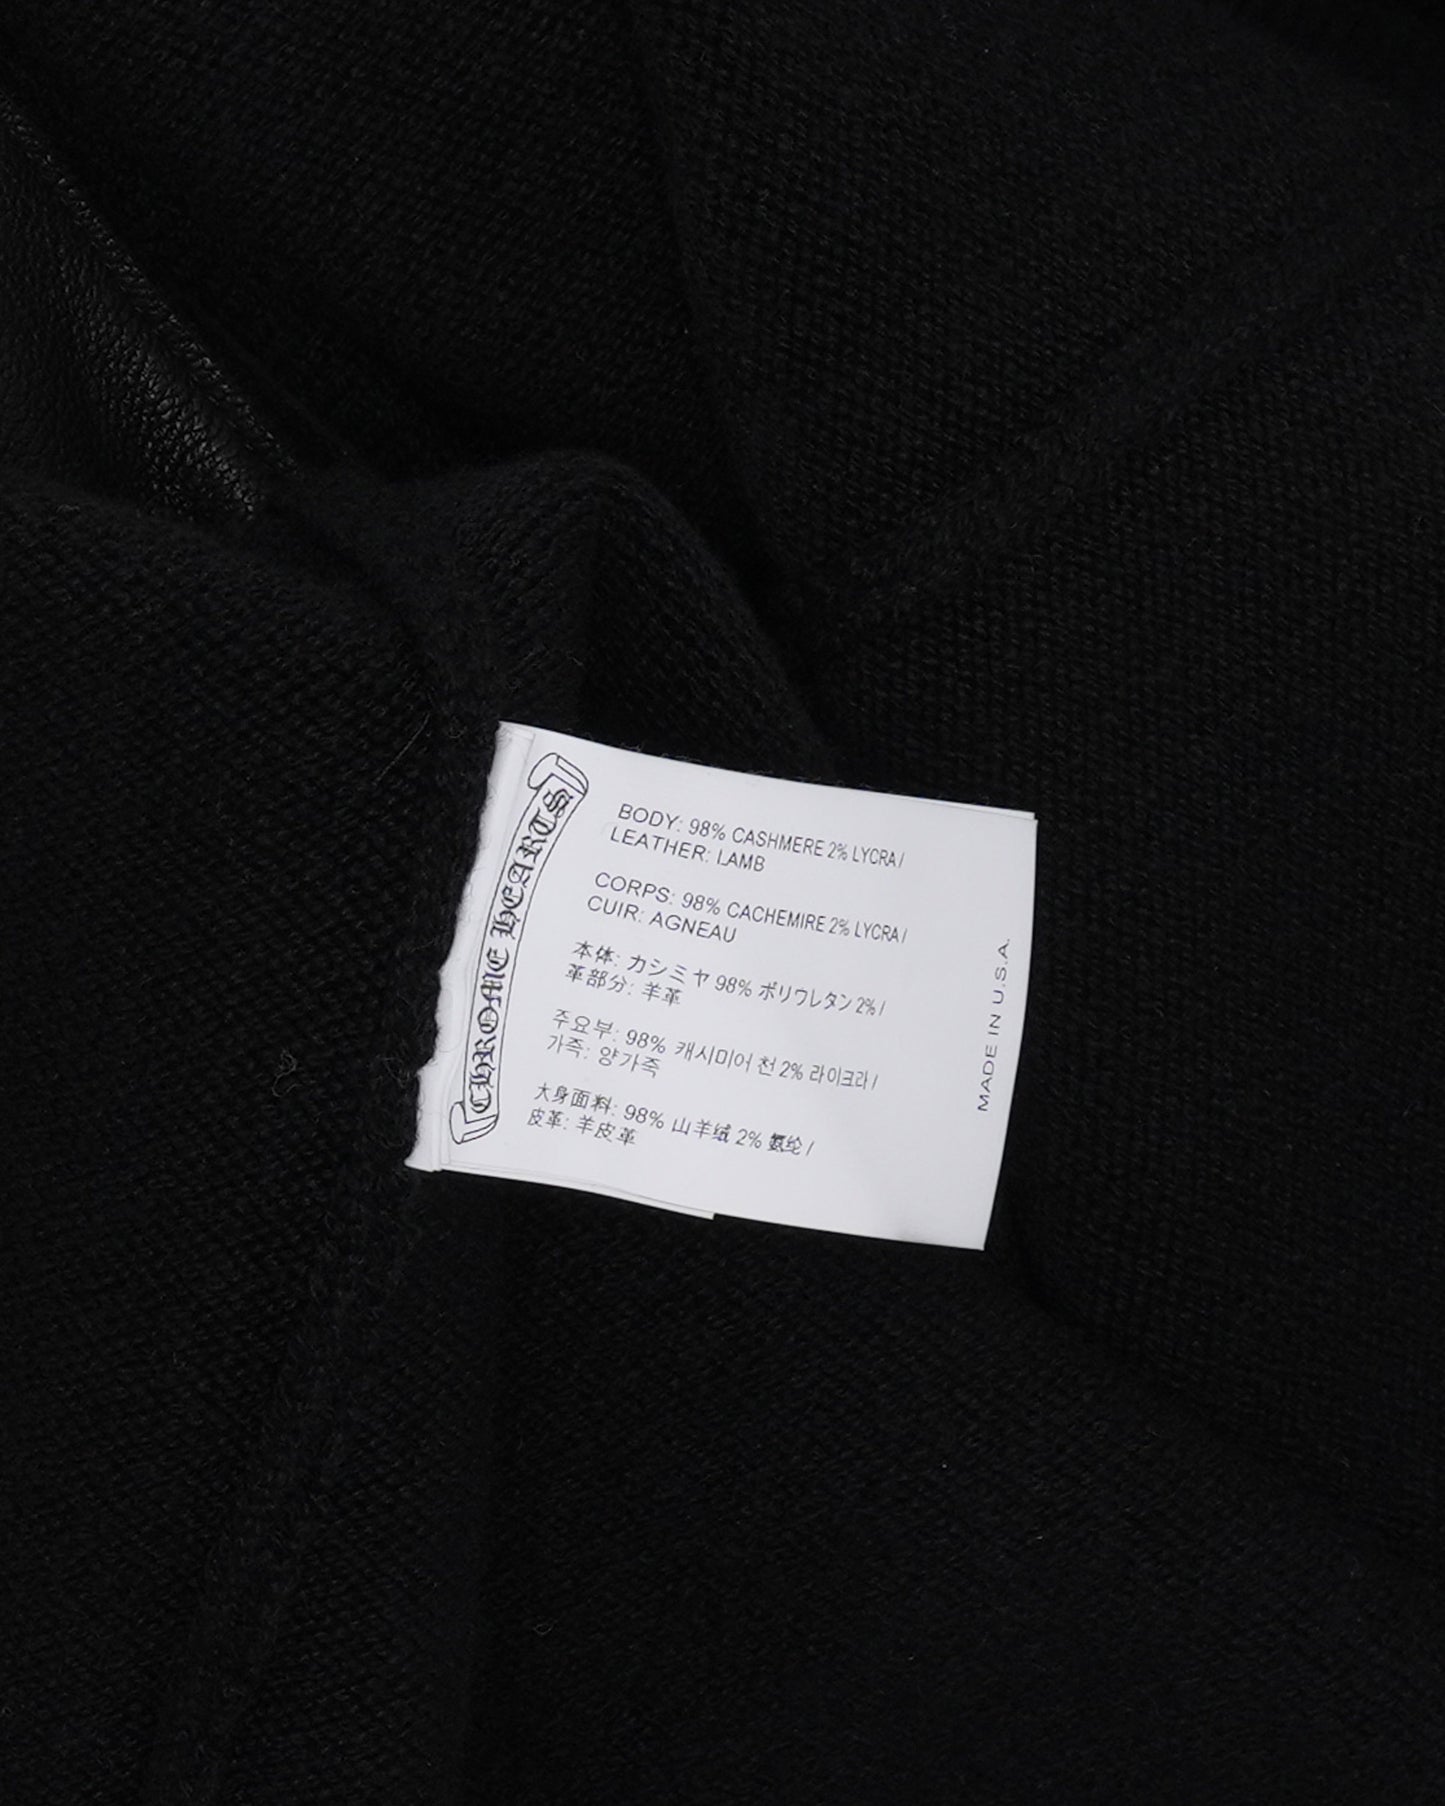 CHROME HEARTS
BODY: 98% CASHMERE 2% LYCRA /
LEATHER: LAMB
CORPS: 98% CACHEMIRE 2% LYCRA /
CUIR: AGNEAU
本体: カシミヤ 98% ポリウレタン 2% /
革部分: 羊革
주요부: 98% 캐시미어 천 2% 라이크라 /
가죽: 양가죽
大身面料: 98% 山羊绒 2% 氨纶 /
皮革: 羊皮革
MADE IN U.S.A.